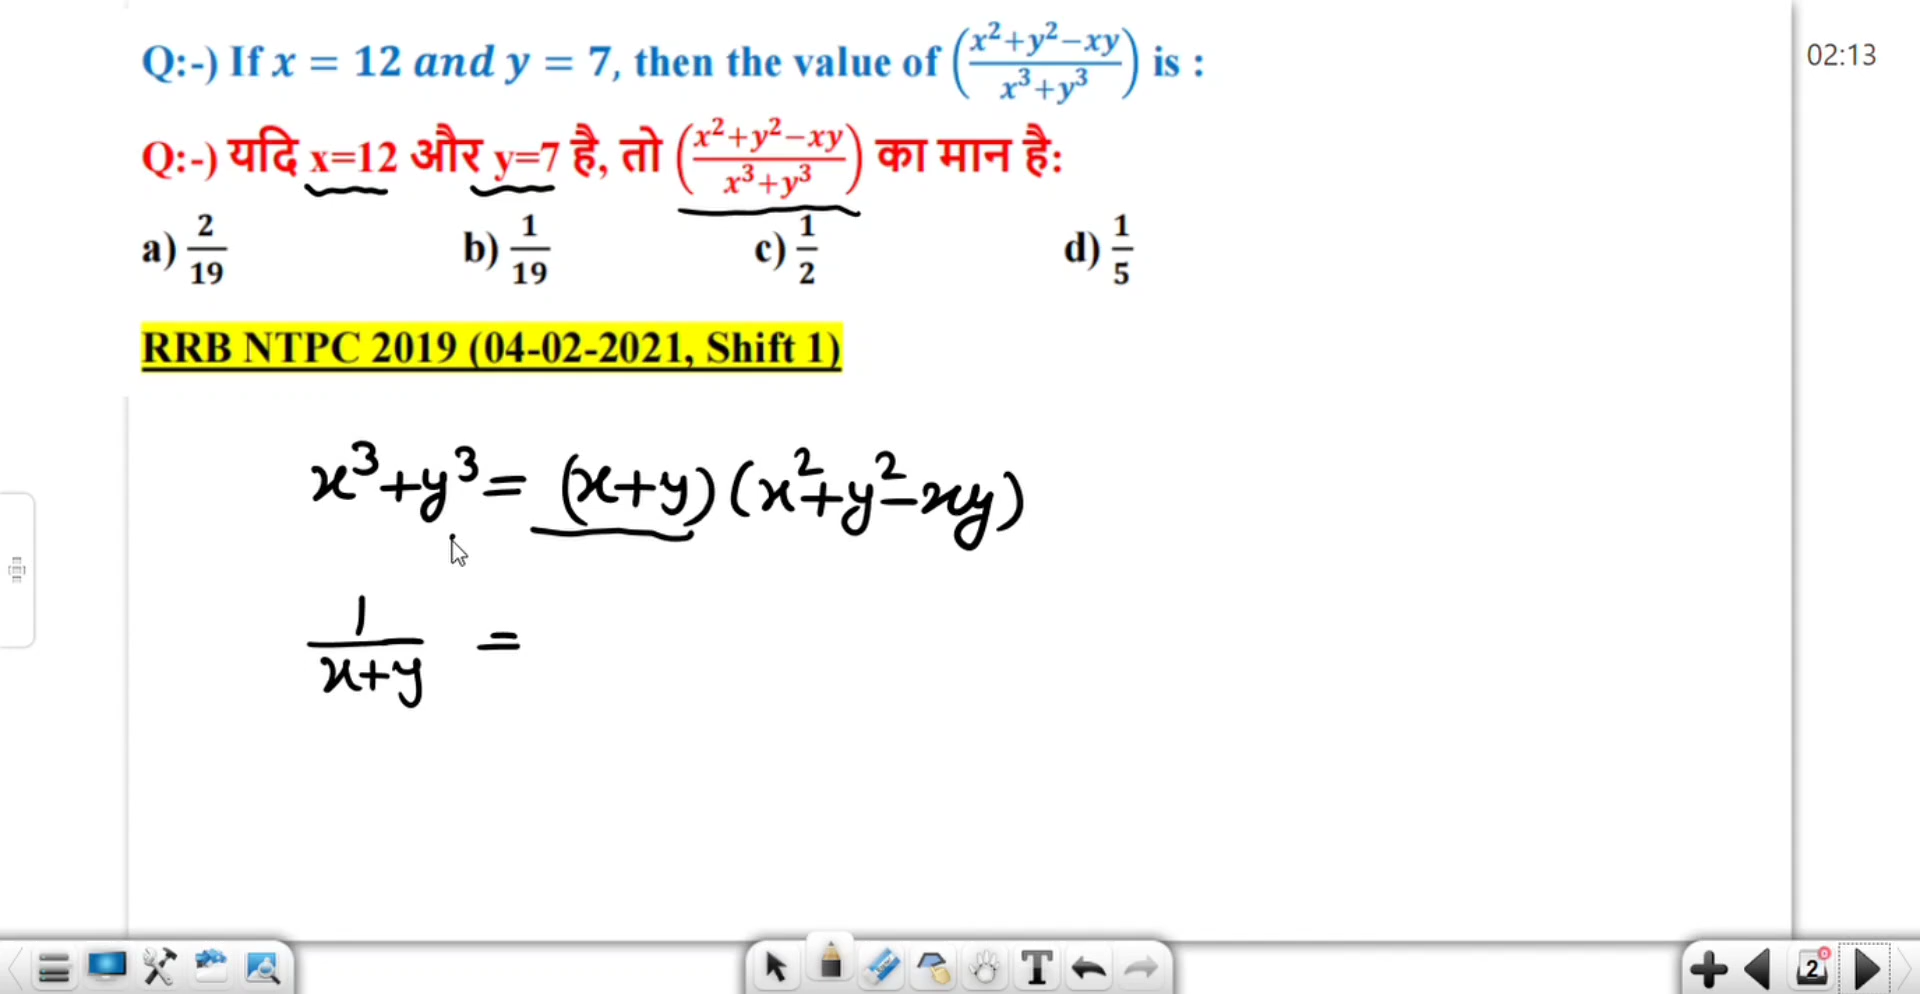 Q:-) If x = 12 and y = 7, then the value of (x²+y²−xy / x³+y³) is :
02:13
Q:-) यदि x=12 और y=7 है, तो (x²+y²−xy / x³+y³) का मान है:
a) 2/19 b) 1/19 c) 1/2 d) 1/5
RRB NTPC 2019 (04-02-2021, Shift 1)
x³+y³ = (x+y)(x²+y²−xy)
1/x+y =
T 2 0